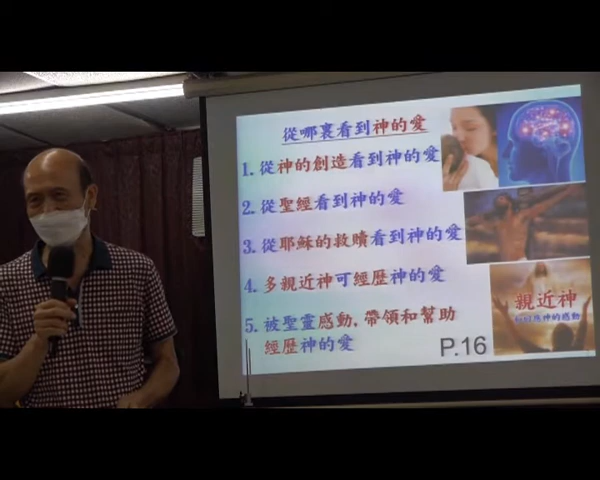 從哪裏看到神的愛
1. 從神的創造看到神的愛
2. 從聖經看到神的愛
3. 從耶穌的救贖看到神的愛
4. 多親近神可經歷神的愛
5. 被聖靈感動, 帶領和幫助
經歷神的愛
親近神
P.16